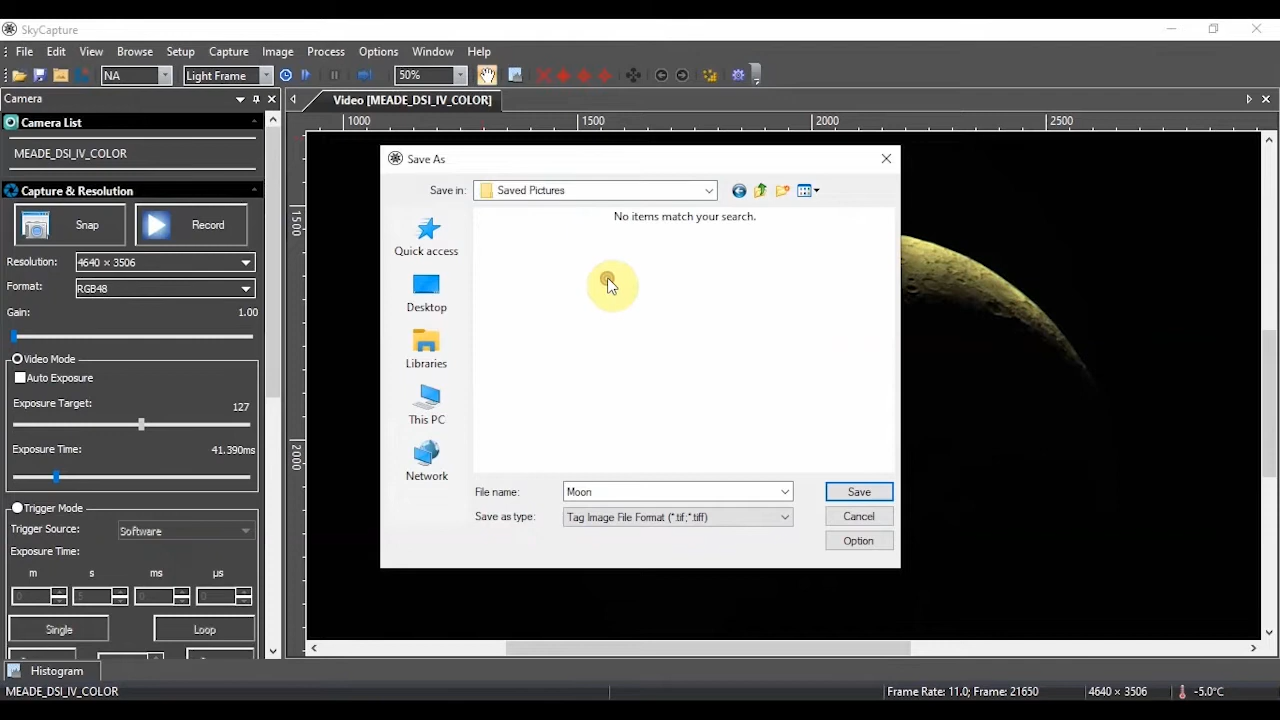 SkyCapture
File Edit View Browse Setup Capture Image Process Options Window Help
NA Light Frame 50%
Camera
Video [MEADE_DSI_IV_COLOR]
Camera List
MEADE_DSI_IV_COLOR
Capture & Resolution
Snap Record
Resolution: 4640 × 3506
Format: RGB48
Gain: 1.00
Video Mode
Auto Exposure
Exposure Target: 127
Exposure Time: 41.390ms
Trigger Mode
Trigger Source: Software
Exposure Time:
m s ms µs
0 5 0 0
Single Loop
1000 1500 2000 2500
1500
2000
Save As
Save in: Saved Pictures
No items match your search.
Quick access
Desktop
Libraries
This PC
Network
File name: Moon Save
Save as type: Tag Image File Format (*.tif;*.tiff) Cancel
Option
Histogram
MEADE_DSI_IV_COLOR Frame Rate: 11.0; Frame: 21650 4640 × 3506 -5.0°C